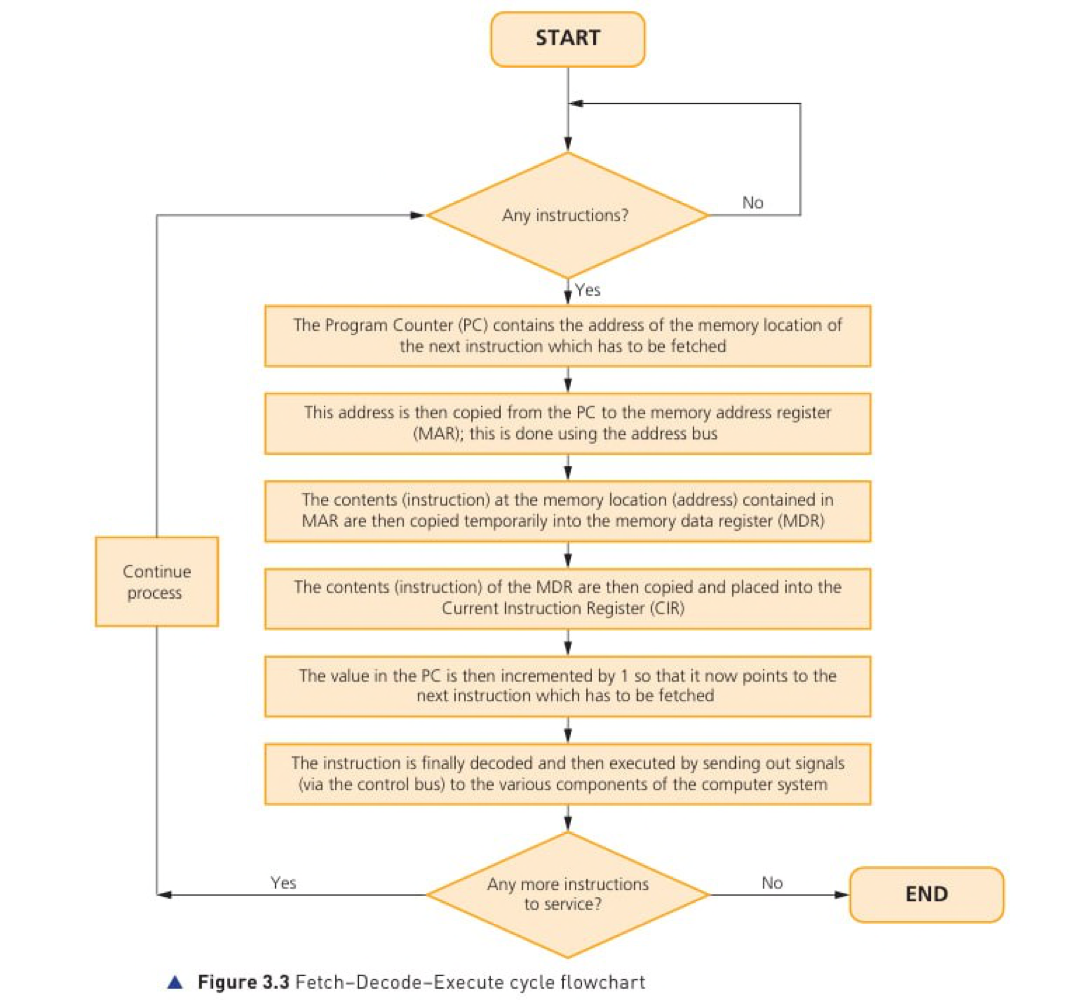 START
Any instructions?
No
Yes
The Program Counter (PC) contains the address of the memory location of
the next instruction which has to be fetched
This address is then copied from the PC to the memory address register
(MAR); this is done using the address bus
The contents (instruction) at the memory location (address) contained in
MAR are then copied temporarily into the memory data register (MDR)
Continue
process
The contents (instruction) of the MDR are then copied and placed into the
Current Instruction Register (CIR)
The value in the PC is then incremented by 1 so that it now points to the
next instruction which has to be fetched
The instruction is finally decoded and then executed by sending out signals
(via the control bus) to the various components of the computer system
Any more instructions
to service?
Yes
No
END
▲ Figure 3.3 Fetch–Decode–Execute cycle flowchart